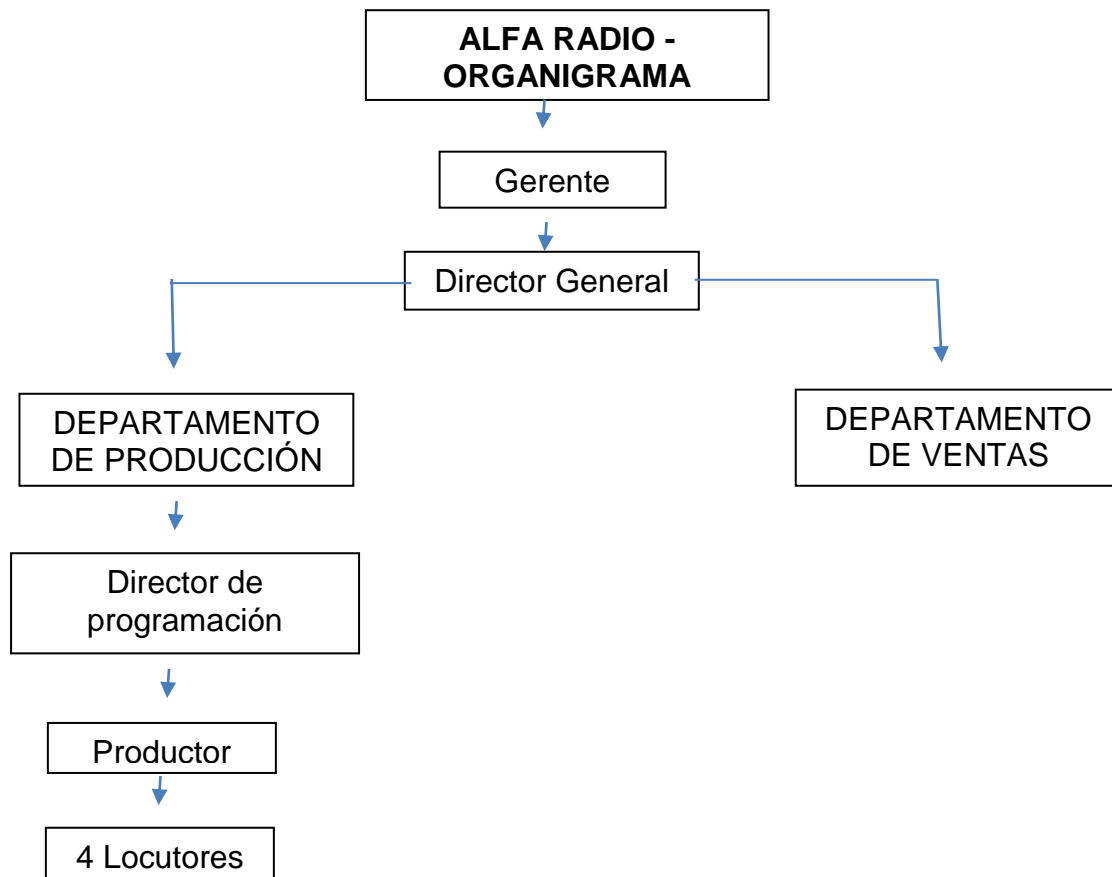 ALFA RADIO -
ORGANIGRAMA
Gerente
Director General
DEPARTAMENTO
DE PRODUCCIÓN
DEPARTAMENTO
DE VENTAS
Director de
programación
Productor
4 Locutores